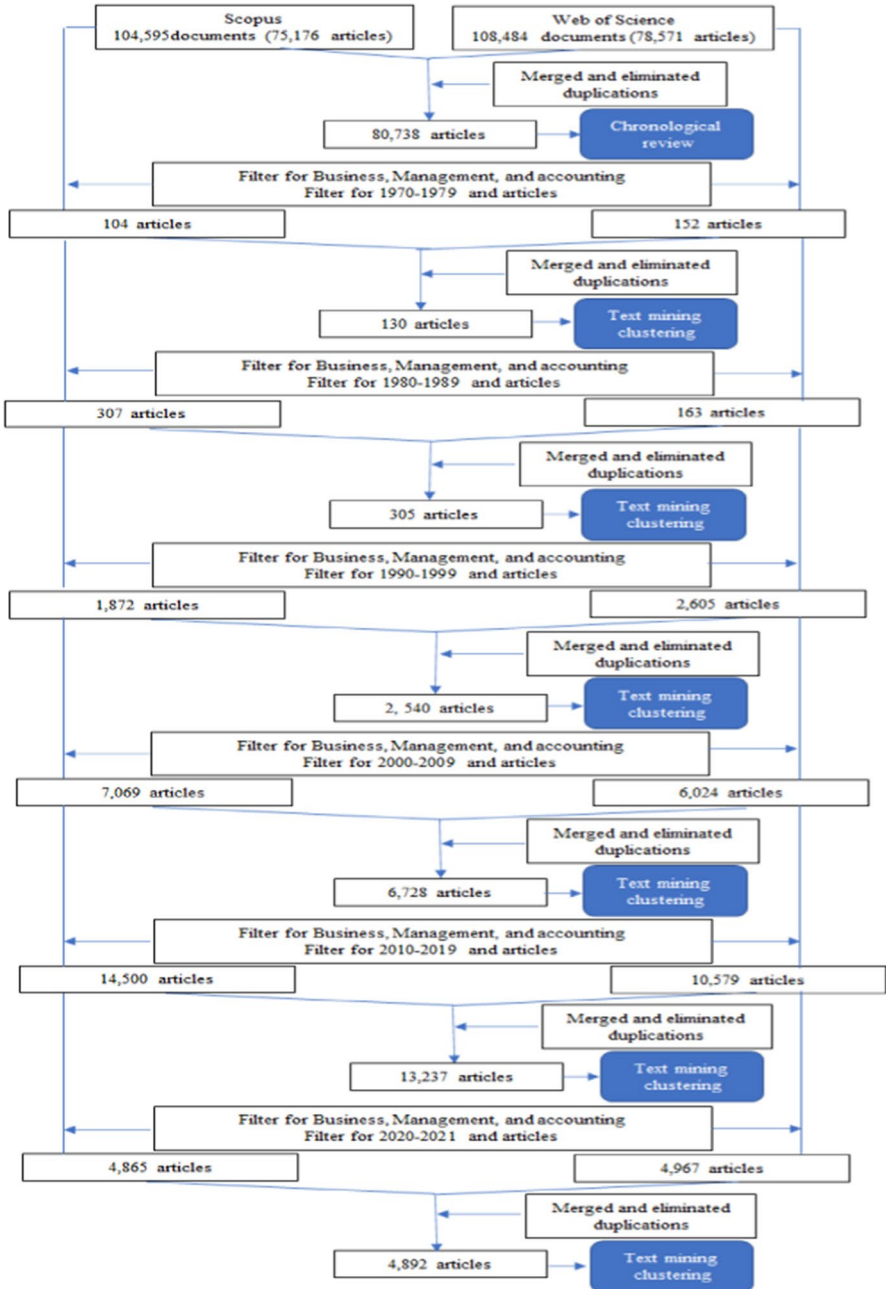 Scopus
104,595documents (75,176 articles)
Web of Science
108,484 documents (78,571 articles)
Merged and eliminated
duplications
80,738 articles
Chronological
review
Filter for Business, Management, and accounting
Filter for 1970-1979 and articles
104 articles
152 articles
Merged and eliminated
duplications
130 articles
Text mining
clustering
Filter for Business, Management, and accounting
Filter for 1980-1989 and articles
307 articles
163 articles
Merged and eliminated
duplications
305 articles
Text mining
clustering
Filter for Business, Management, and accounting
Filter for 1990-1999 and articles
1,872 articles
2,605 articles
Merged and eliminated
duplications
2, 540 articles
Text mining
clustering
Filter for Business, Management, and accounting
Filter for 2000-2009 and articles
7,069 articles
6,024 articles
Merged and eliminated
duplications
6,728 articles
Text mining
clustering
Filter for Business, Management, and accounting
Filter for 2010-2019 and articles
14,500 articles
10,579 articles
Merged and eliminated
duplications
13,237 articles
Text mining
clustering
Filter for Business, Management, and accounting
Filter for 2020-2021 and articles
4,865 articles
4,967 articles
Merged and eliminated
duplications
4,892 articles
Text mining
clustering